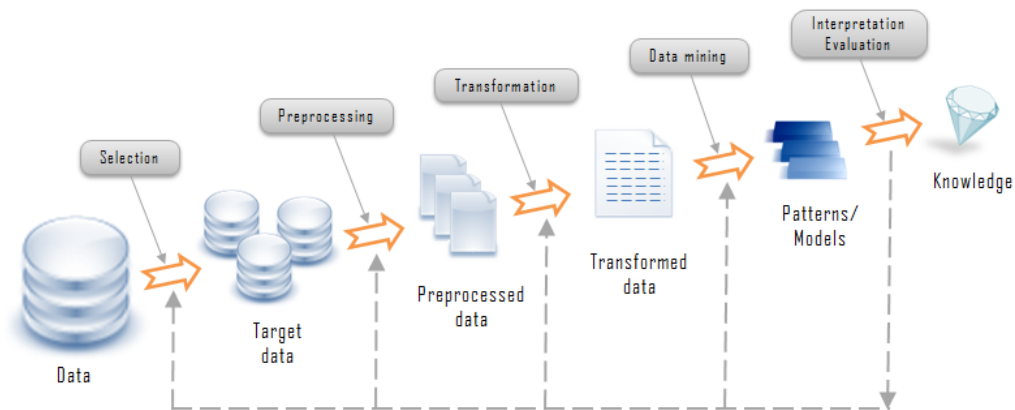 Interpretation
Evaluation
Data mining
Transformation
Preprocessing
Selection
Knowledge
Patterns/
Models
Transformed
data
Preprocessed
data
Target
data
Data